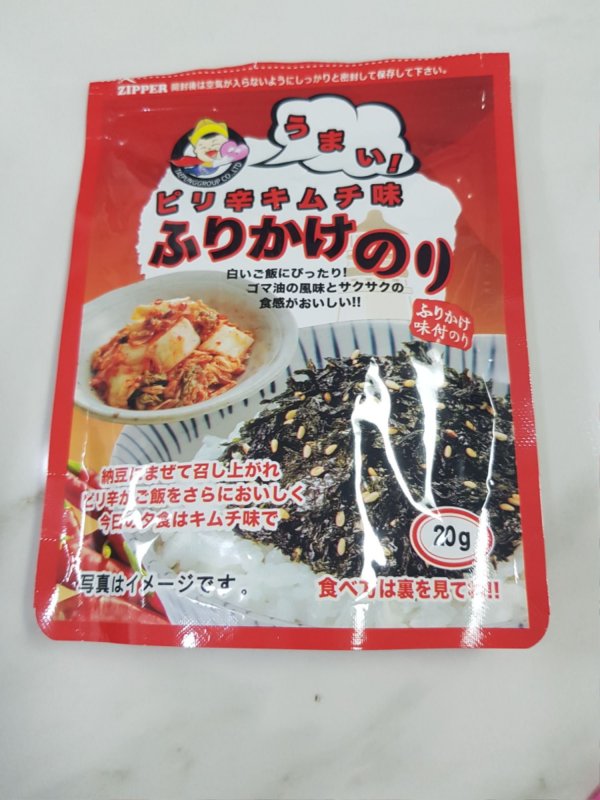 ZIPPER 開封後は空気が入らないようにしっかりと密封して保存して下さい。
うまい!
GROUP CO.,LTD
ピリ辛キムチ味
ふりかけのり
白いご飯にぴったり!
ゴマ油の風味とサクサクの
食感がおいしい!!
ふりかけ
味付のり
納豆にまぜて召し上がれ
ピリ辛がご飯をさらにおいしく
今日の夕食はキムチ味で
20g
写真はイメージです。
食べ方は裏を見てね!!